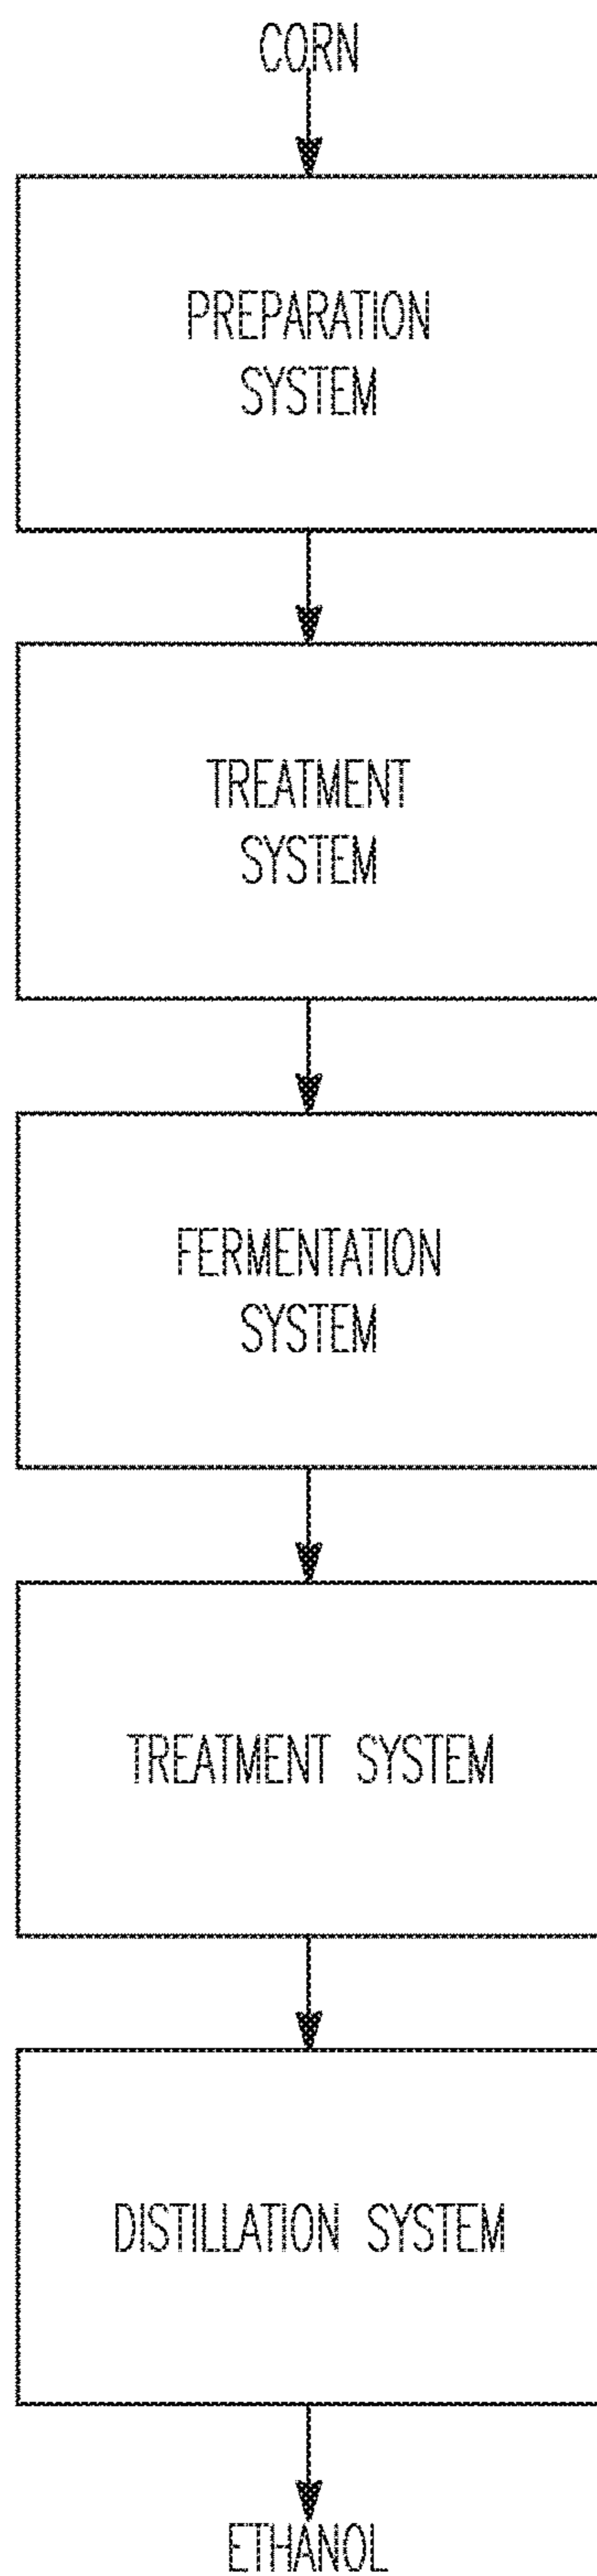 CORN
PREPARATION
SYSTEM
TREATMENT
SYSTEM
FERMENTATION
SYSTEM
TREATMENT SYSTEM
DISTILLATION SYSTEM
ETHANOL